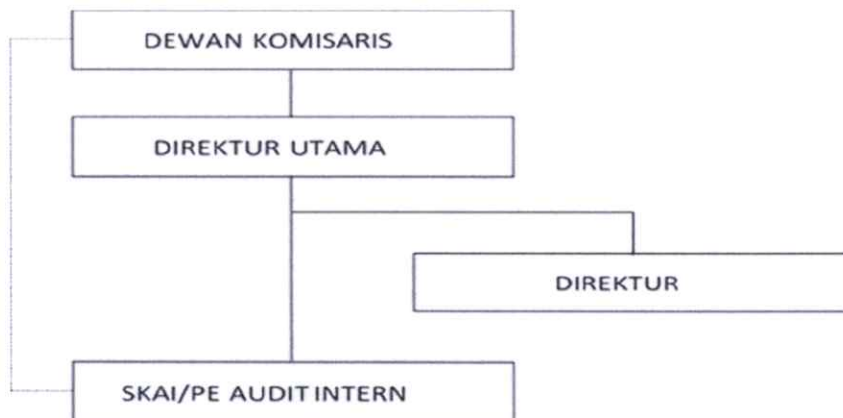 DEWAN KOMISARIS
DIREKTUR UTAMA
DIREKTUR
SKAI/PE AUDIT INTERN